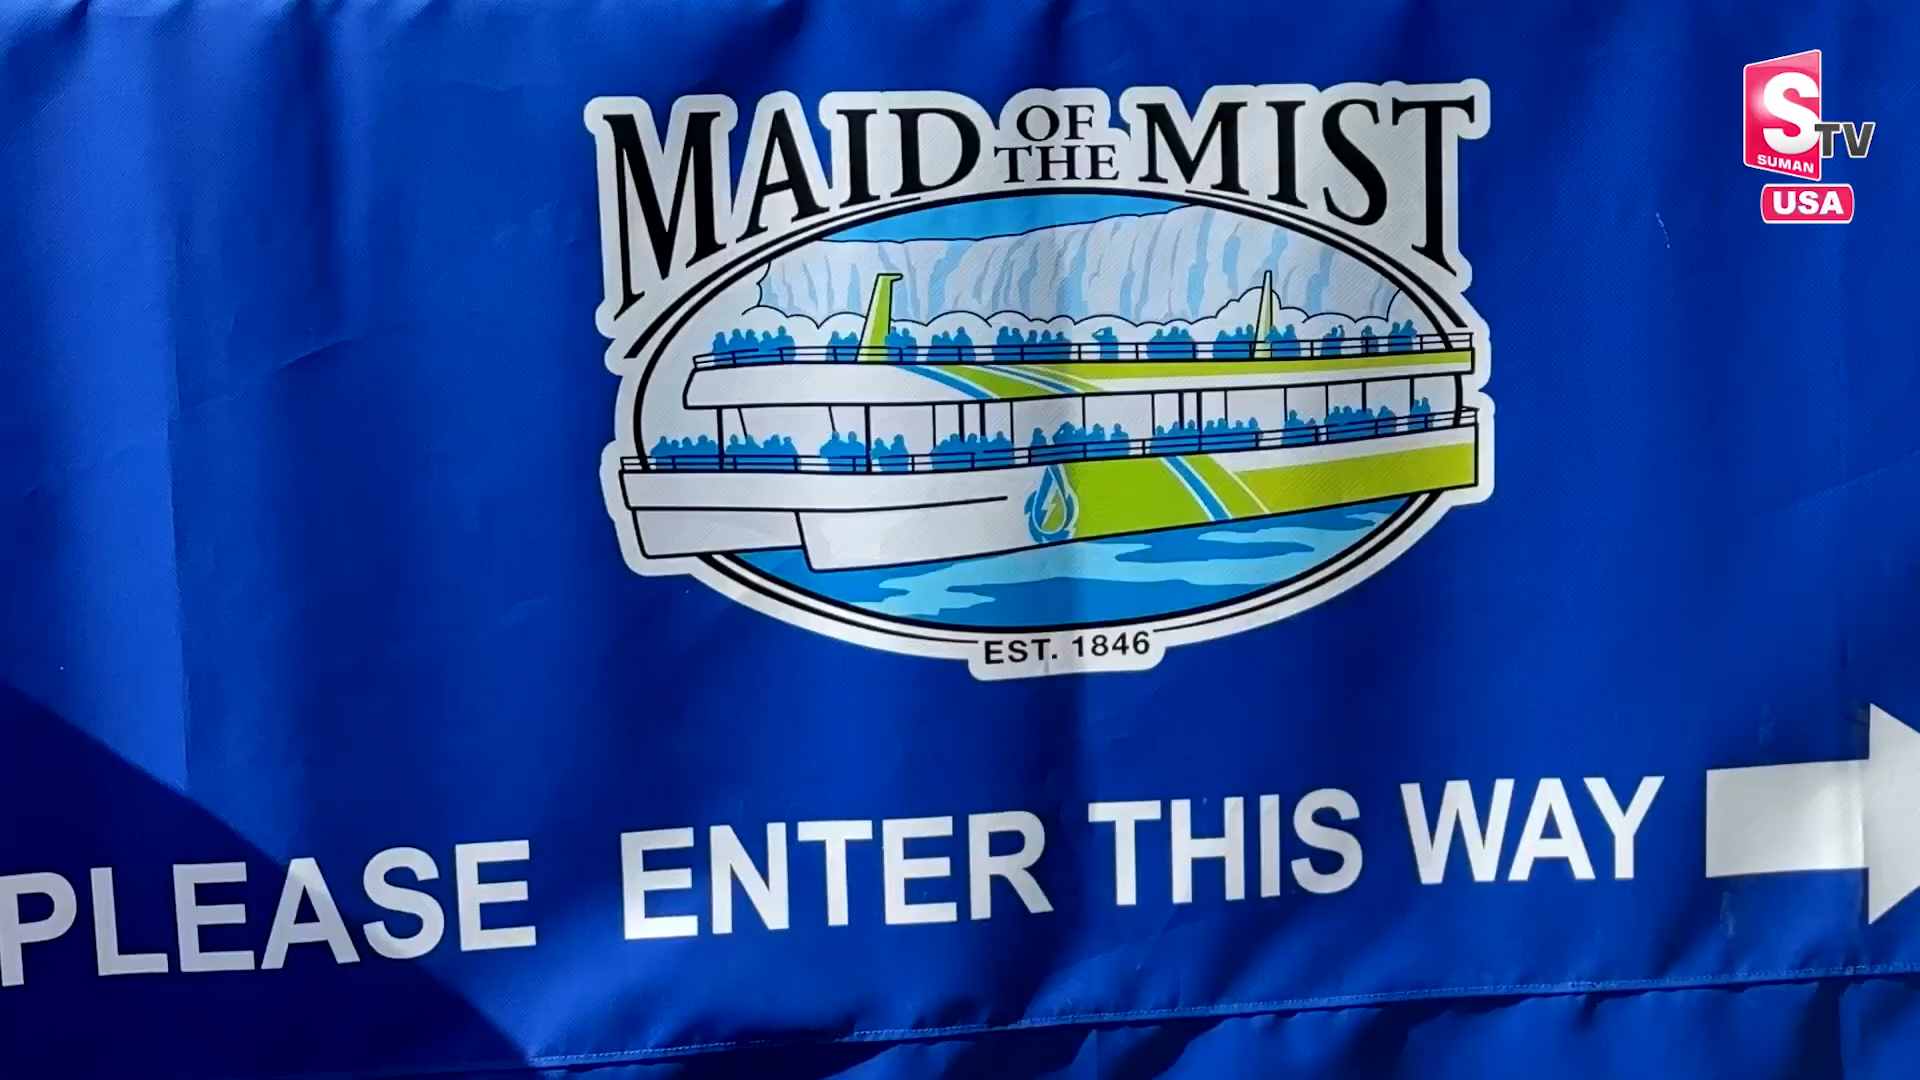 MAID OF THE MIST
EST. 1846
PLEASE ENTER THIS WAY
S TV
SUMAN
USA